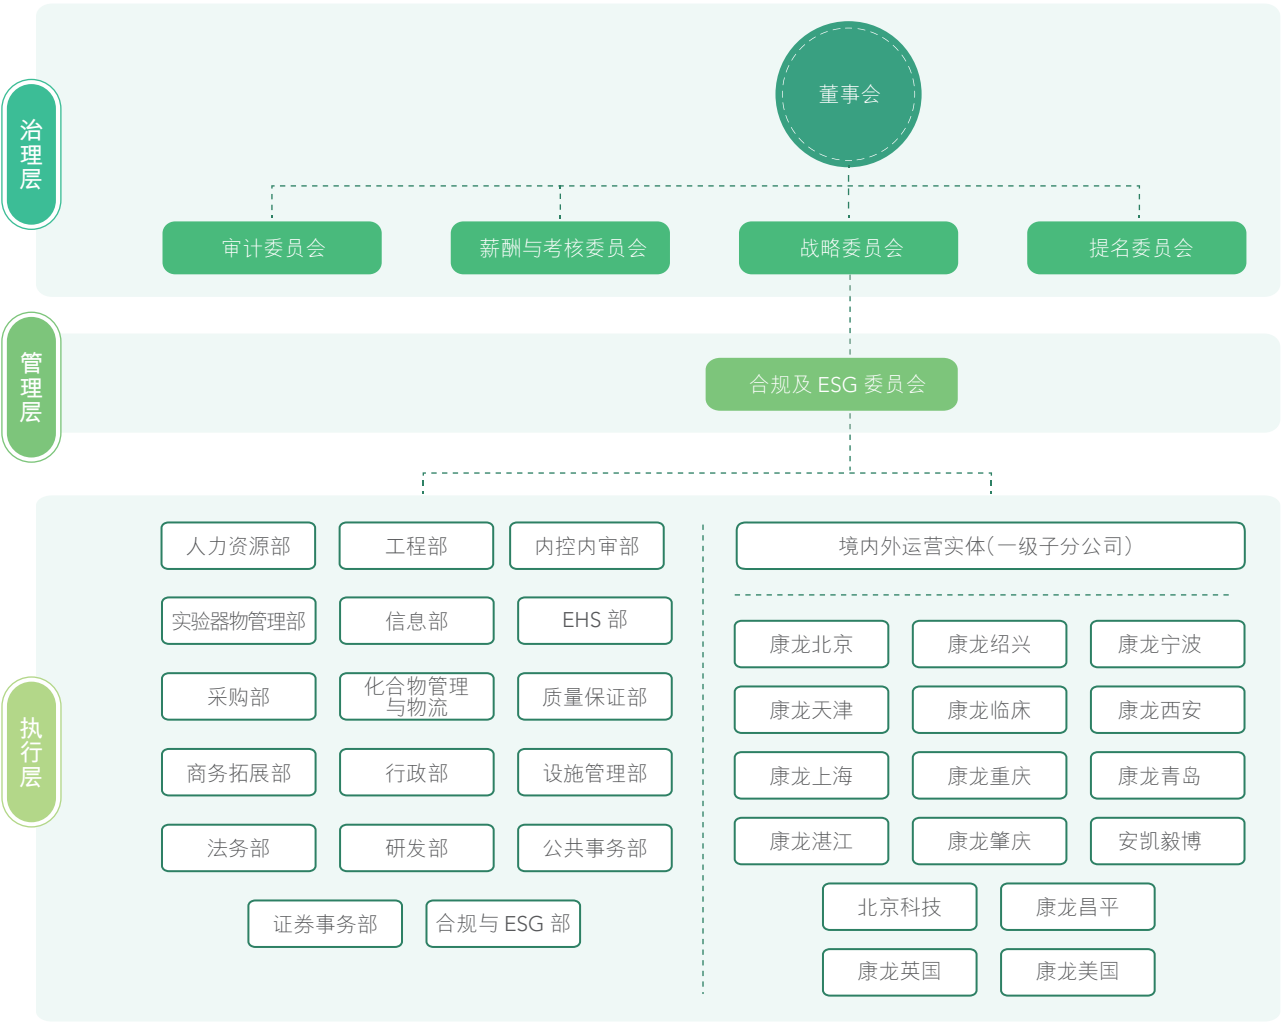 治理层
董事会
审计委员会
薪酬与考核委员会
战略委员会
提名委员会
管理层
合规及 ESG 委员会
执行层
人力资源部
工程部
内控内审部
实验器物管理部
信息部
EHS 部
采购部
化合物管理
与物流
质量保证部
商务拓展部
行政部
设施管理部
法务部
研发部
公共事务部
证券事务部
合规与 ESG 部
境内外运营实体(一级子分公司)
康龙北京
康龙绍兴
康龙宁波
康龙天津
康龙临床
康龙西安
康龙上海
康龙重庆
康龙青岛
康龙湛江
康龙肇庆
安凯毅博
北京科技
康龙昌平
康龙英国
康龙美国